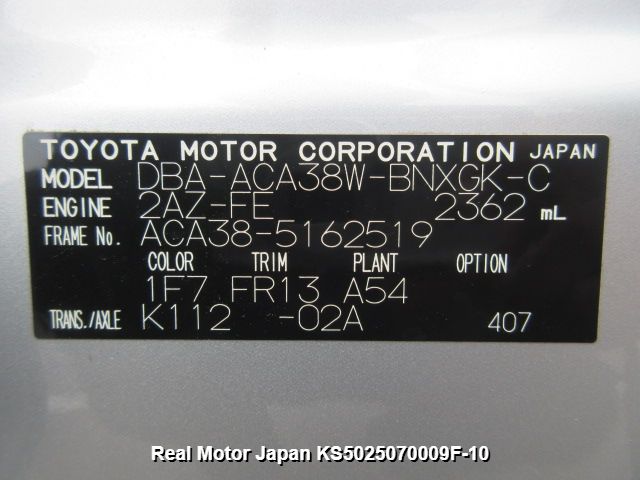 TOYOTA MOTOR CORPORATION JAPAN
MODEL DBA-ACA38W-BNXGK-C
ENGINE 2AZ-FE 2362 mL
FRAME No. ACA38-5162519
COLOR TRIM PLANT OPTION
1F7 FR13 A54
TRANS./AXLE K112 -02A 407
Real Motor Japan KS5025070009F-10